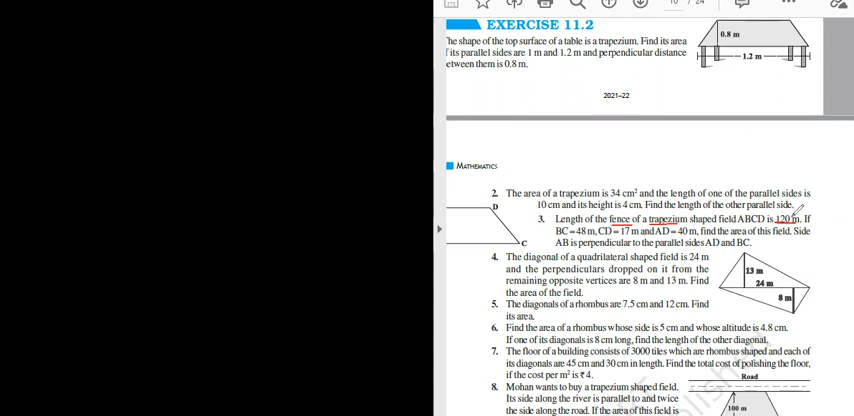 10 / 24
EXERCISE 11.2
The shape of the top surface of a table is a trapezium. Find its area
f its parallel sides are 1 m and 1.2 m and perpendicular distance
etween them is 0.8 m.
0.8 m
1.2 m
2021–22
MATHEMATICS
2. The area of a trapezium is 34 cm² and the length of one of the parallel sides is
10 cm and its height is 4 cm. Find the length of the other parallel side.
D
3. Length of the fence of a trapezium shaped field ABCD is 120 m. If
BC = 48 m, CD = 17 m and AD = 40 m, find the area of this field. Side
AB is perpendicular to the parallel sides AD and BC.
C
4. The diagonal of a quadrilateral shaped field is 24 m
and the perpendiculars dropped on it from the
remaining opposite vertices are 8 m and 13 m. Find
the area of the field.
13 m
24 m
8 m
5. The diagonals of a rhombus are 7.5 cm and 12 cm. Find
its area.
6. Find the area of a rhombus whose side is 5 cm and whose altitude is 4.8 cm.
If one of its diagonals is 8 cm long, find the length of the other diagonal.
7. The floor of a building consists of 3000 tiles which are rhombus shaped and each of
its diagonals are 45 cm and 30 cm in length. Find the total cost of polishing the floor,
if the cost per m² is ₹ 4.
8. Mohan wants to buy a trapezium shaped field.
Its side along the river is parallel to and twice
the side along the road. If the area of this field is
Road
100 m